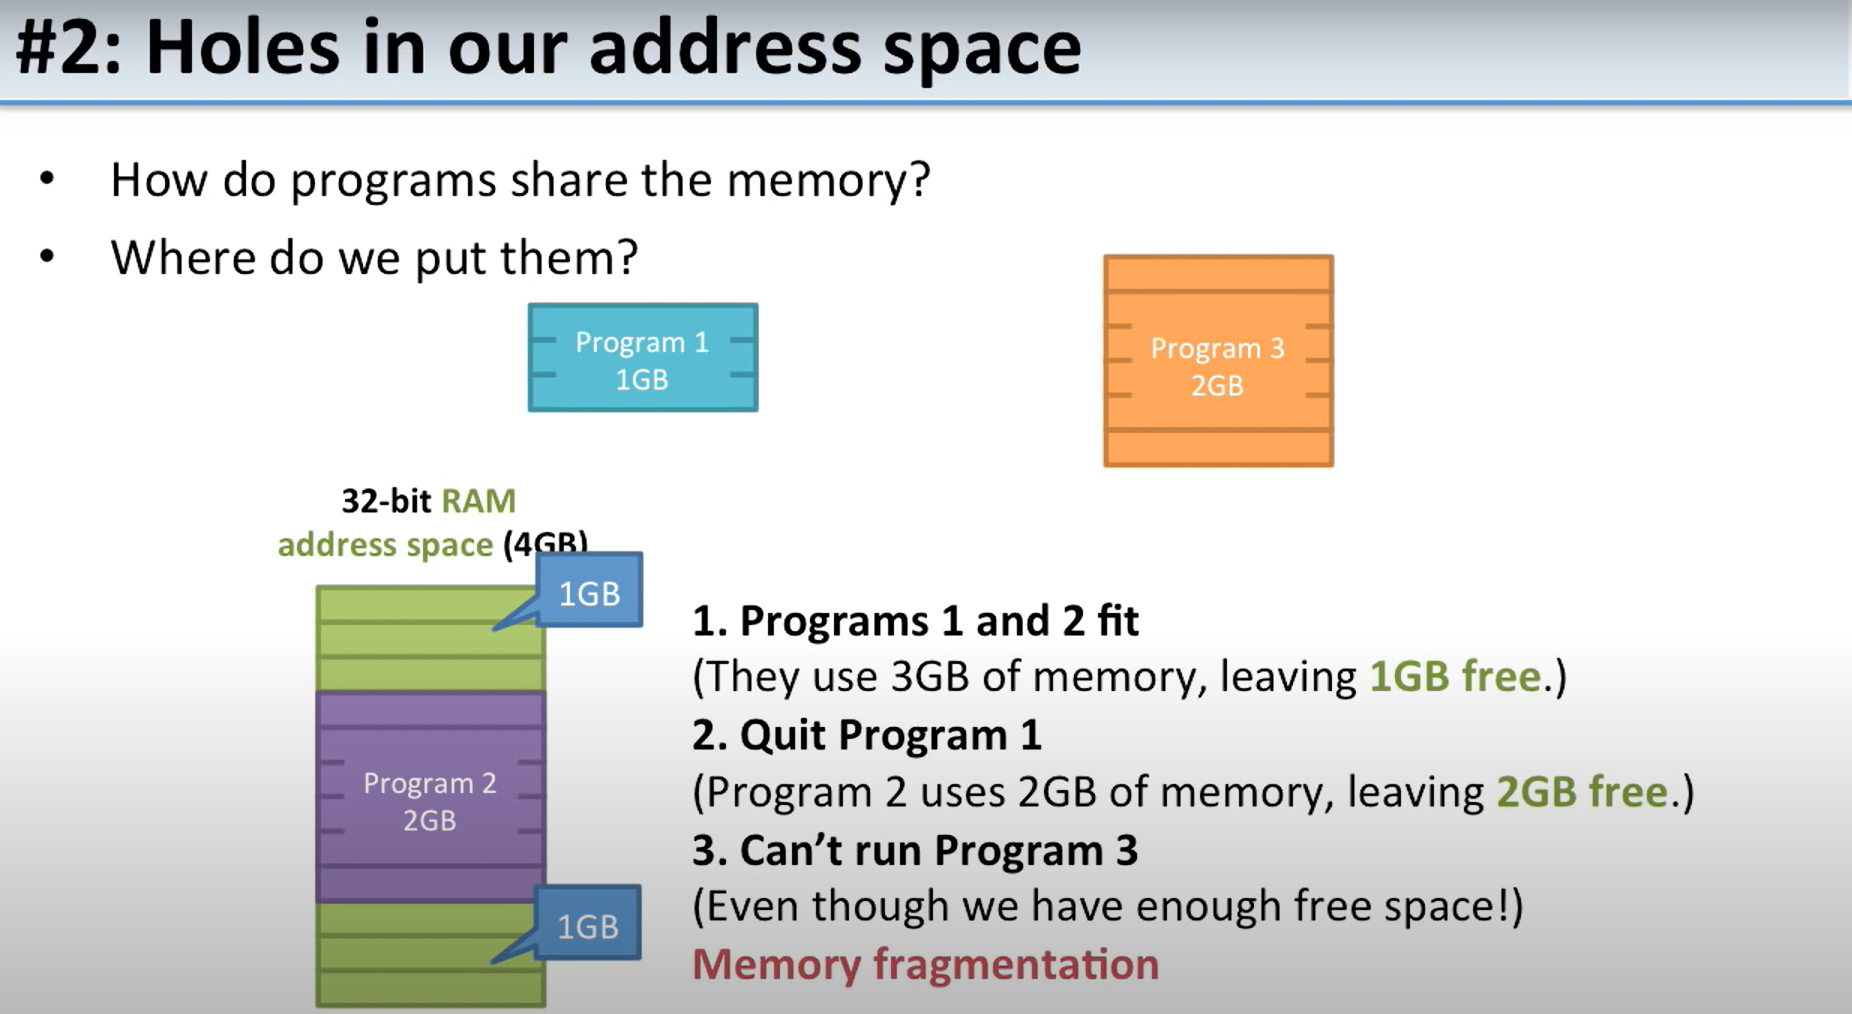 #2: Holes in our address space
• How do programs share the memory?
• Where do we put them?
Program 1
1GB
Program 3
2GB
32-bit RAM
address space (4GB)
1GB
Program 2
2GB
1GB
1. Programs 1 and 2 fit
(They use 3GB of memory, leaving 1GB free.)
2. Quit Program 1
(Program 2 uses 2GB of memory, leaving 2GB free.)
3. Can’t run Program 3
(Even though we have enough free space!)
Memory fragmentation